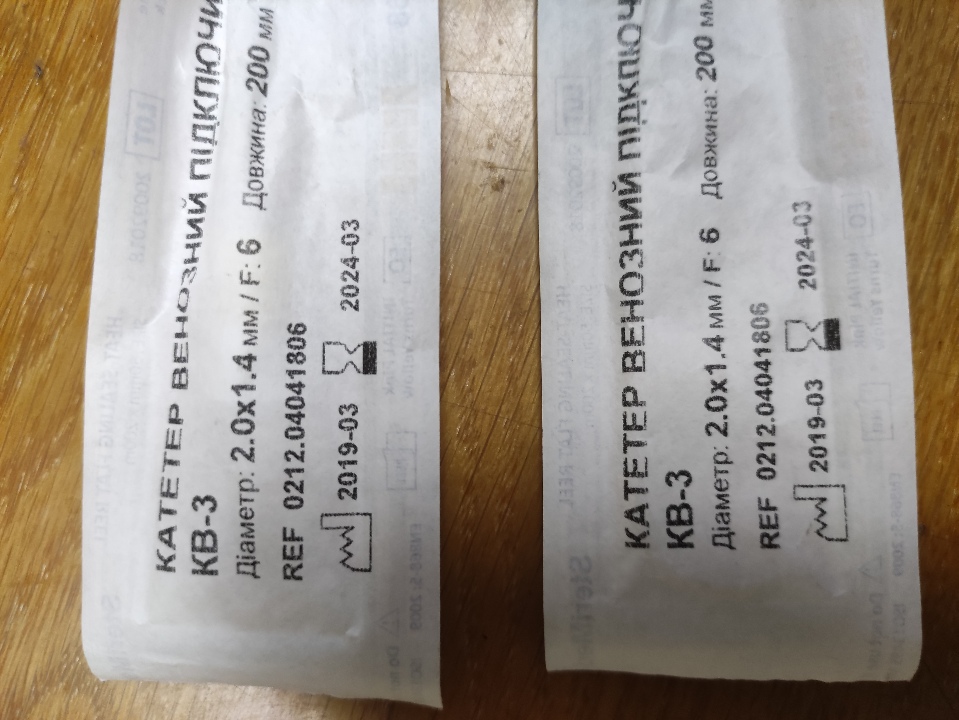 КАТЕТЕР ВЕНОЗНИЙ ПІДКЛЮЧИ
КВ-3
Діаметр: 2.0x1.4 мм / F: 6 Довжина: 200 мм
REF 0212.04041806
2019-03 2024-03
КАТЕТЕР ВЕНОЗНИЙ ПІДКЛЮЧ
КВ-3
Діаметр: 2.0x1.4 мм / F: 6 Довжина: 200 мм
REF 0212.04041806
2019-03 2024-03